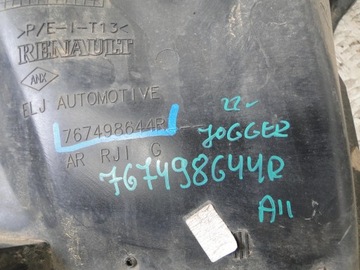 >P/E-I-T13<
RENAULT
ELJ AUTOMOTIVE
767498644R
AR RJI G
22-
JOGGER
767498644R
A11